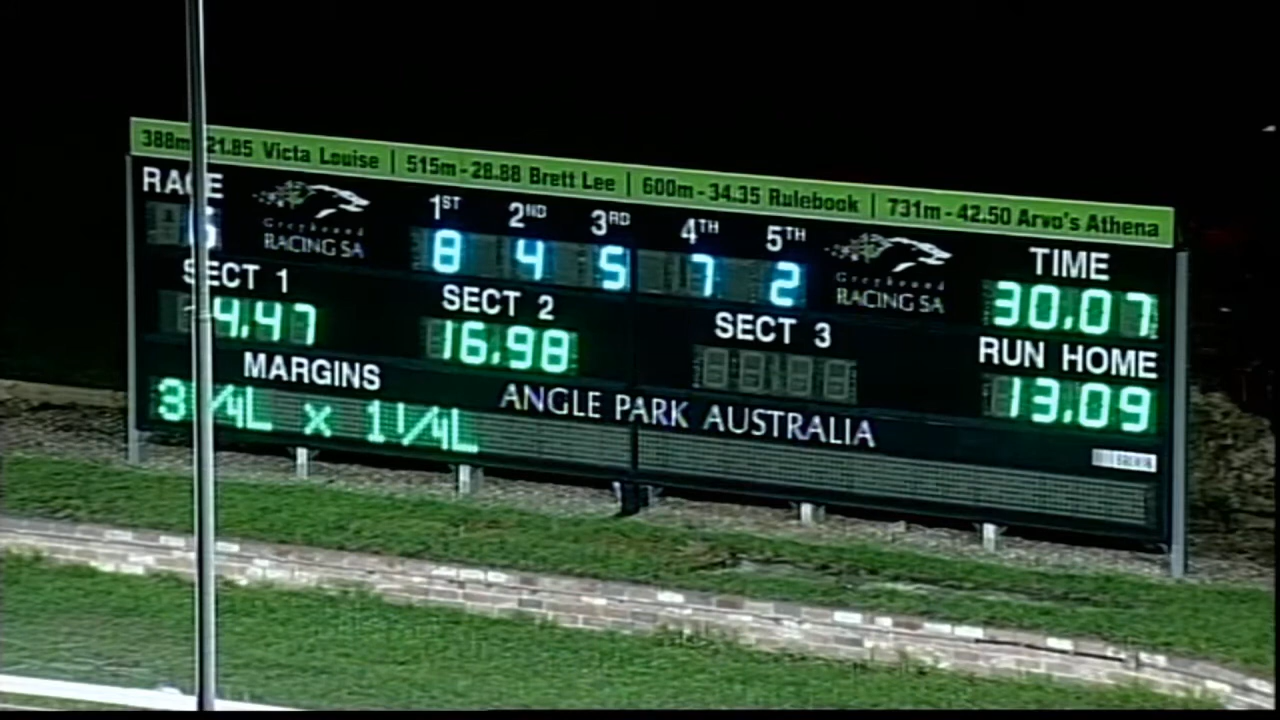 388m 21.85 Victa Louise | 515m - 28.88 Brett Lee | 600m - 34.35 Rulebook | 731m - 42.50 Arvo's Athena
RACE
Greyhound
RACING SA
1ST 2ND 3RD 4TH 5TH
8 4 5 7 2
Greyhound
RACING SA
TIME
30.07
SECT 1
4.47
SECT 2
16.98
SECT 3
RUN HOME
13.09
MARGINS
3 1/4L x 1 1/4L
ANGLE PARK AUSTRALIA